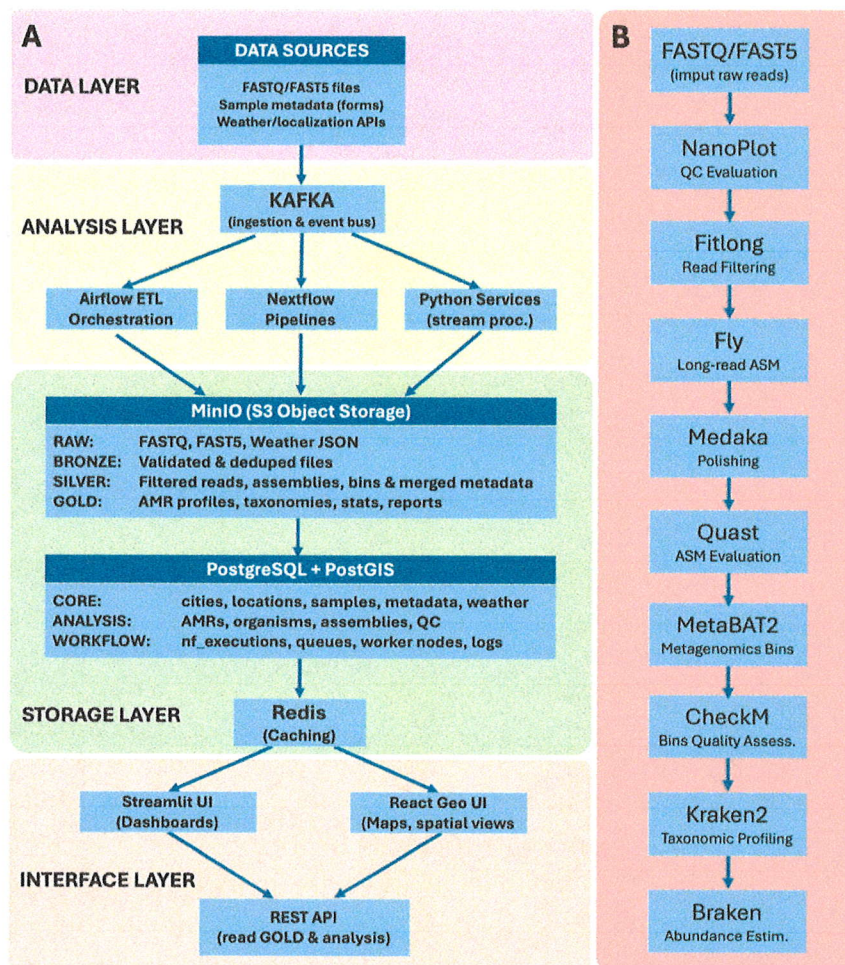 A
DATA LAYER
DATA SOURCES
FASTQ/FAST5 files
Sample metadata (forms)
Weather/localization APIs
ANALYSIS LAYER
KAFKA
(ingestion & event bus)
Airflow ETL
Orchestration
Nextflow
Pipelines
Python Services
(stream proc.)
MinIO (S3 Object Storage)
RAW: FASTQ, FAST5, Weather JSON
BRONZE: Validated & deduped files
SILVER: Filtered reads, assemblies, bins & merged metadata
GOLD: AMR profiles, taxonomies, stats, reports
PostgreSQL + PostGIS
CORE: cities, locations, samples, metadata, weather
ANALYSIS: AMRs, organisms, assemblies, QC
WORKFLOW: nf_executions, queues, worker nodes, logs
STORAGE LAYER
Redis
(Caching)
Streamlit UI
(Dashboards)
React Geo UI
(Maps, spatial views
INTERFACE LAYER
REST API
(read GOLD & analysis)
B
FASTQ/FAST5
(imput raw reads)
NanoPlot
QC Evaluation
Fitlong
Read Filtering
Fly
Long-read ASM
Medaka
Polishing
Quast
ASM Evaluation
MetaBAT2
Metagenomics Bins
CheckM
Bins Quality Assess.
Kraken2
Taxonomic Profiling
Braken
Abundance Estim.